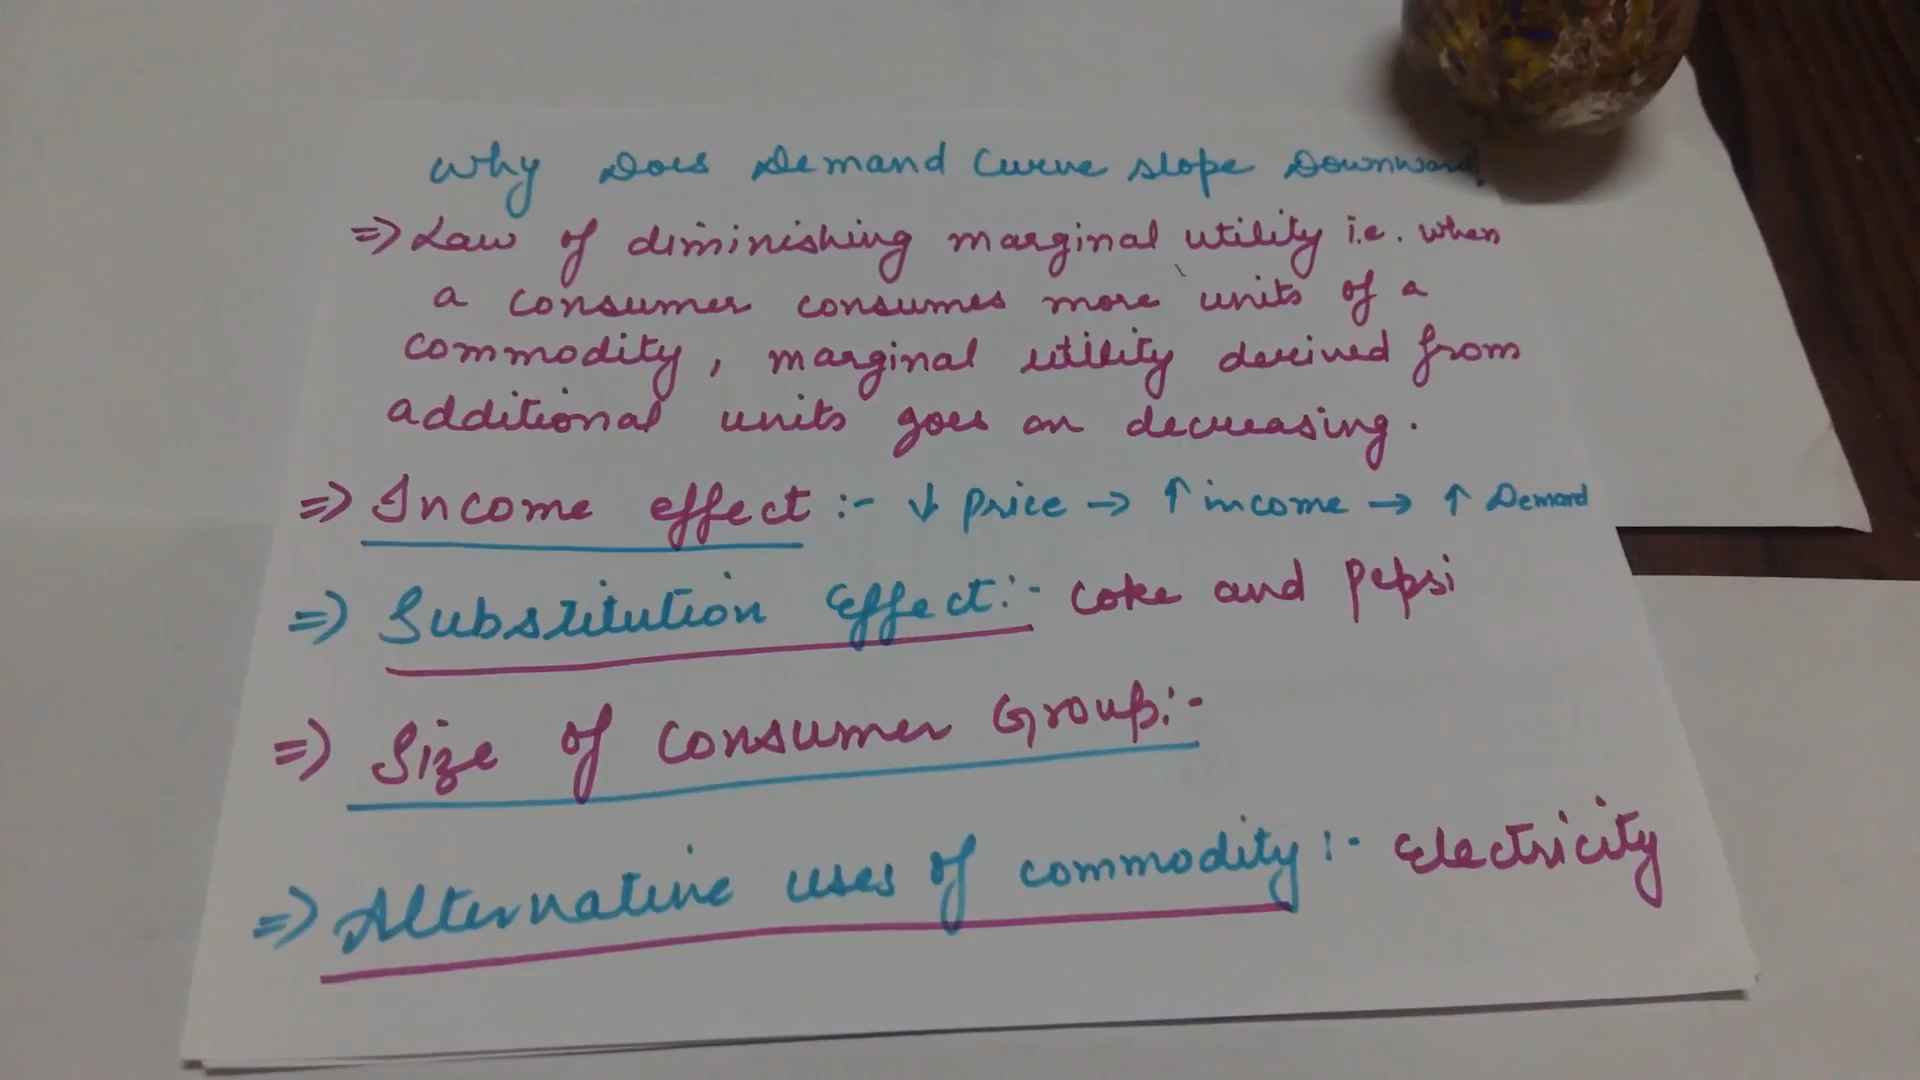 Why Does Demand Curve slope Downward?
=> Law of diminishing marginal utility i.e. when
a consumer consumes more units of a
commodity, marginal utility derived from
additional units goes on decreasing.
=> Income effect :- ↓ price → ↑ income → ↑ Demand
=> Substitution Effect:- Coke and Pepsi
=> Size of Consumer Group:-
=> Alternative uses of commodity :- Electricity